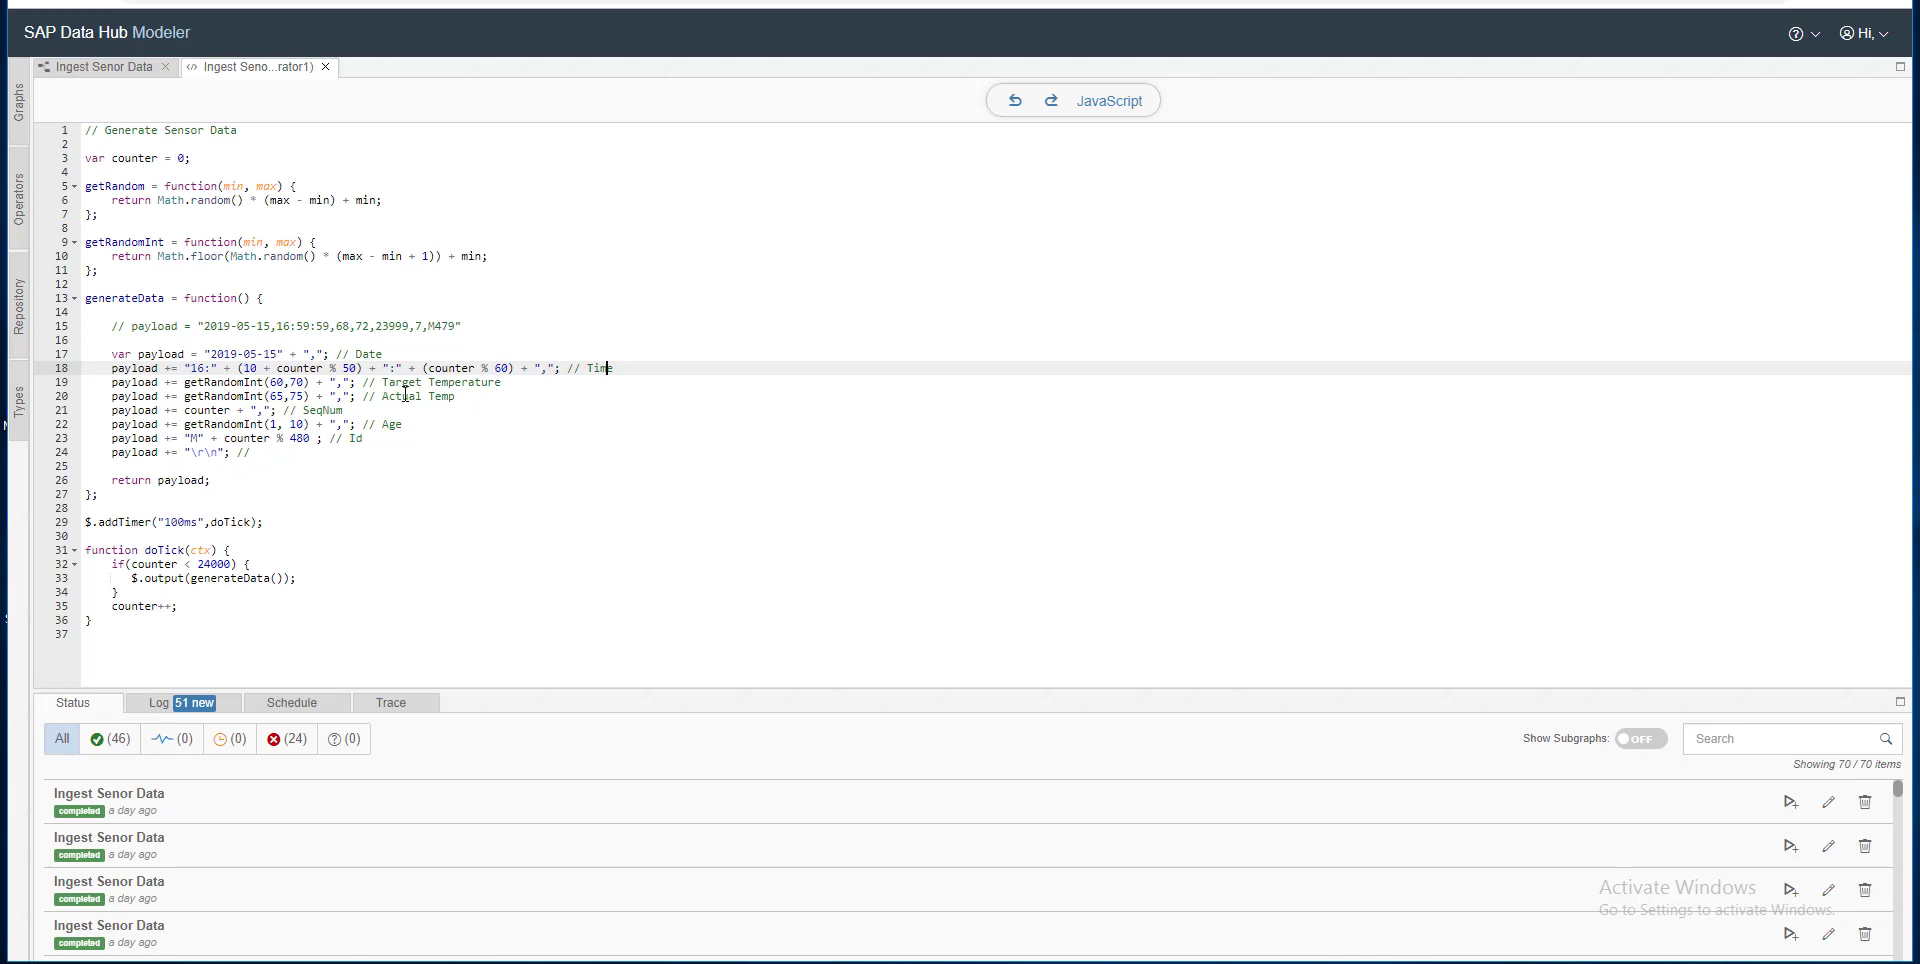 SAP Data Hub Modeler
Hi,
Ingest Senor Data
Ingest Seno...rator1)
Graphs
Operators
Repository
Types
JavaScript
1 // Generate Sensor Data
2
3 var counter = 0;
4
5 getRandom = function(min, max) {
6 return Math.random() * (max - min) + min;
7 };
8
9 getRandomInt = function(min, max) {
10 return Math.floor(Math.random() * (max - min + 1)) + min;
11 };
12
13 generateData = function() {
14
15 // payload = "2019-05-15,16:59:59,68,72,23999,7,M479"
16
17 var payload = "2019-05-15" + ","; // Date
18 payload += "16:" + (10 + counter % 50) + ":" + (counter % 60) + ","; // Time
19 payload += getRandomInt(60,70) + ","; // Target Temperature
20 payload += getRandomInt(65,75) + ","; // Actual Temp
21 payload += counter + ","; // SeqNum
22 payload += getRandomInt(1, 10) + ","; // Age
23 payload += "M" + counter % 480 ; // Id
24 payload += "\r\n"; //
25
26 return payload;
27 };
28
29 $.addTimer("100ms",doTick);
30
31 function doTick(ctx) {
32 if(counter < 24000) {
33 $.output(generateData());
34 }
35 counter++;
36 }
37
Status
Log 51 new
Schedule
Trace
All
(46)
(0)
(0)
(24)
(0)
Show Subgraphs: OFF
Search
Showing 70 / 70 items
Ingest Senor Data
completed a day ago
Ingest Senor Data
completed a day ago
Ingest Senor Data
completed a day ago
Ingest Senor Data
completed a day ago
Activate Windows
Go to Settings to activate Windows.